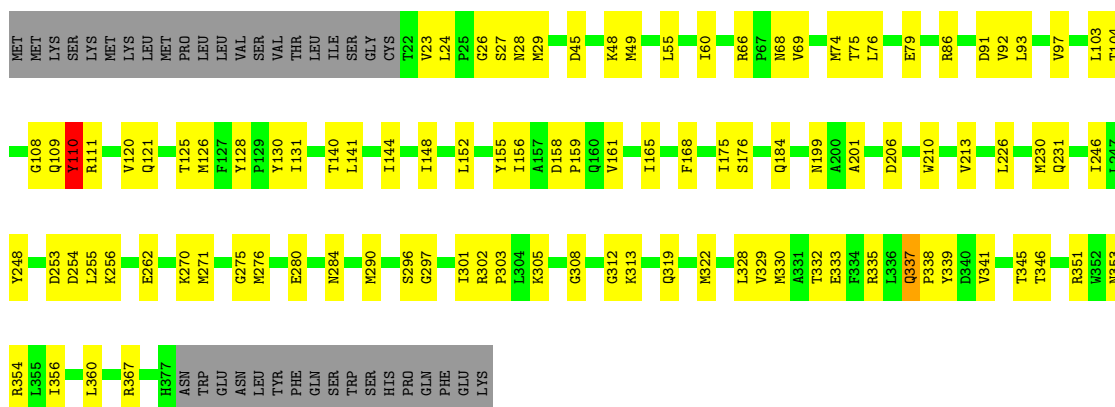 MET MET LYS SER LYS MET LYS LEU MET PRO LEU LEU VAL SER VAL THR LEU ILE SER GLY CYS T22 V23 L24 P25 G26 S27 N28 M29 D45 K48 M49 L55 I60 R66 P67 N68 V69 M74 T75 L76 E79 R86 D91 V92 L93 V97 L103 T104
G108 Q109 Y110 R111 V120 Q121 T125 M126 F127 Y128 P129 Y130 I131 T140 L141 I144 I148 L152 Y155 I156 A157 D158 P159 Q160 V161 I165 F168 I175 S176 Q184 N199 A200 A201 D206 W210 V213 L226 M230 Q231 I246 L247
Y248 D253 D254 L255 K256 E262 K270 M271 G275 M276 E280 N284 M290 S296 G297 I301 R302 P303 L304 K305 G308 G312 K313 Q319 M322 L328 V329 M330 A331 T332 E333 F334 R335 L336 Q337 P338 Y339 D340 V341 T345 T346 R351 W352 N353
R354 L355 I356 L360 R367 H377 ASN TRP GLU ASN LEU TYR PHE GLN SER TRP SER HIS PRO GLN PHE GLU LYS